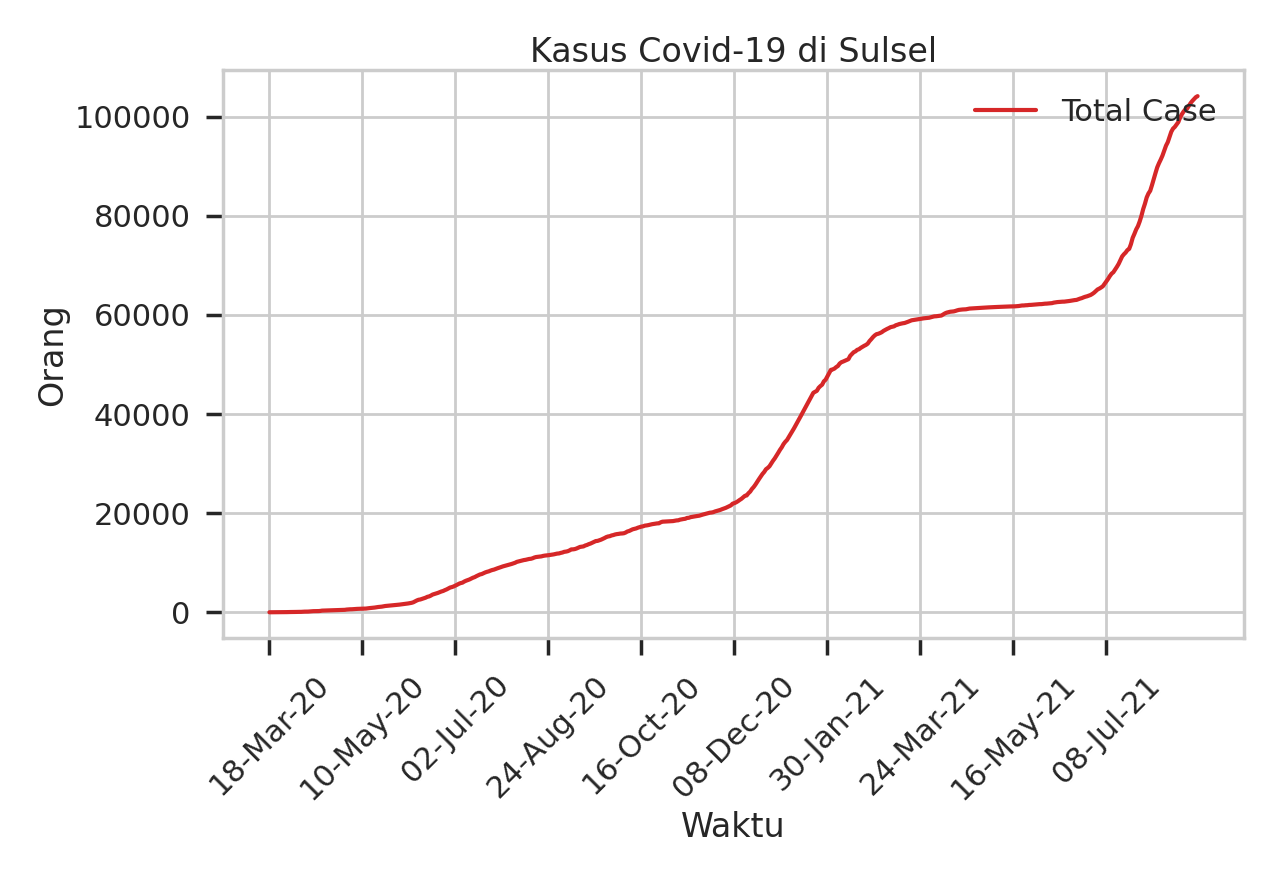 Kasus Covid-19 di Sulsel
Total Case
100000
80000
60000
40000
20000
0
Orang
18-Mar-20
10-May-20
02-Jul-20
24-Aug-20
16-Oct-20
08-Dec-20
30-Jan-21
24-Mar-21
16-May-21
08-Jul-21
Waktu